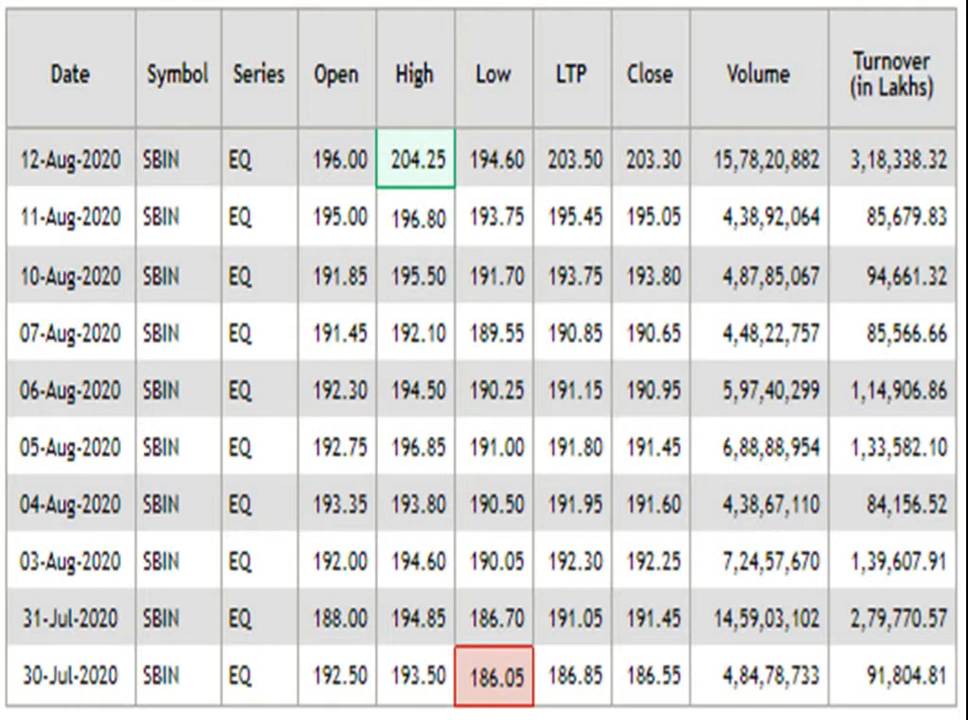 Date Symbol Series Open High Low LTP Close Volume Turnover (in Lakhs)
12-Aug-2020 SBIN EQ 196.00 204.25 194.60 203.50 203.30 15,78,20,882 3,18,338.32
11-Aug-2020 SBIN EQ 195.00 196.80 193.75 195.45 195.05 4,38,92,064 85,679.83
10-Aug-2020 SBIN EQ 191.85 195.50 191.70 193.75 193.80 4,87,85,067 94,661.32
07-Aug-2020 SBIN EQ 191.45 192.10 189.55 190.85 190.65 4,48,22,757 85,566.66
06-Aug-2020 SBIN EQ 192.30 194.50 190.25 191.15 190.95 5,97,40,299 1,14,906.86
05-Aug-2020 SBIN EQ 192.75 196.85 191.00 191.80 191.45 6,88,88,954 1,33,582.10
04-Aug-2020 SBIN EQ 193.35 193.80 190.50 191.95 191.60 4,38,67,110 84,156.52
03-Aug-2020 SBIN EQ 192.00 194.60 190.05 192.30 192.25 7,24,57,670 1,39,607.91
31-Jul-2020 SBIN EQ 188.00 194.85 186.70 191.05 191.45 14,59,03,102 2,79,770.57
30-Jul-2020 SBIN EQ 192.50 193.50 186.05 186.85 186.55 4,84,78,733 91,804.81